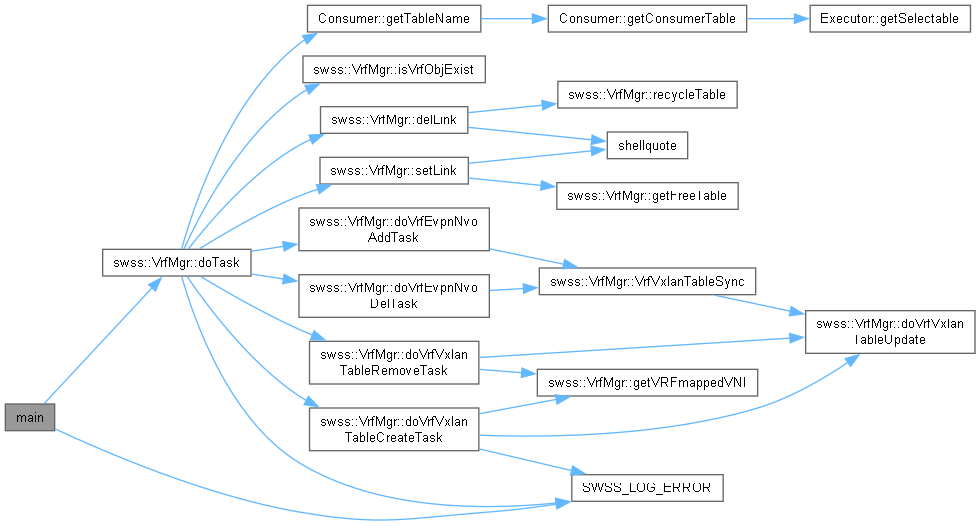 Consumer::getTableName
Consumer::getConsumerTable
Executor::getSelectable
swss::VrfMgr::isVrfObjExist
swss::VrfMgr::recycleTable
swss::VrfMgr::delLink
shellquote
swss::VrfMgr::setLink
swss::VrfMgr::getFreeTable
swss::VrfMgr::doVrfEvpnNvo
AddTask
swss::VrfMgr::doTask
swss::VrfMgr::VrfVxlanTableSync
swss::VrfMgr::doVrfEvpnNvo
DelTask
swss::VrfMgr::doVrfVxlan
TableUpdate
swss::VrfMgr::doVrfVxlan
TableRemoveTask
swss::VrfMgr::getVRFmappedVNI
main
swss::VrfMgr::doVrfVxlan
TableCreateTask
SWSS_LOG_ERROR